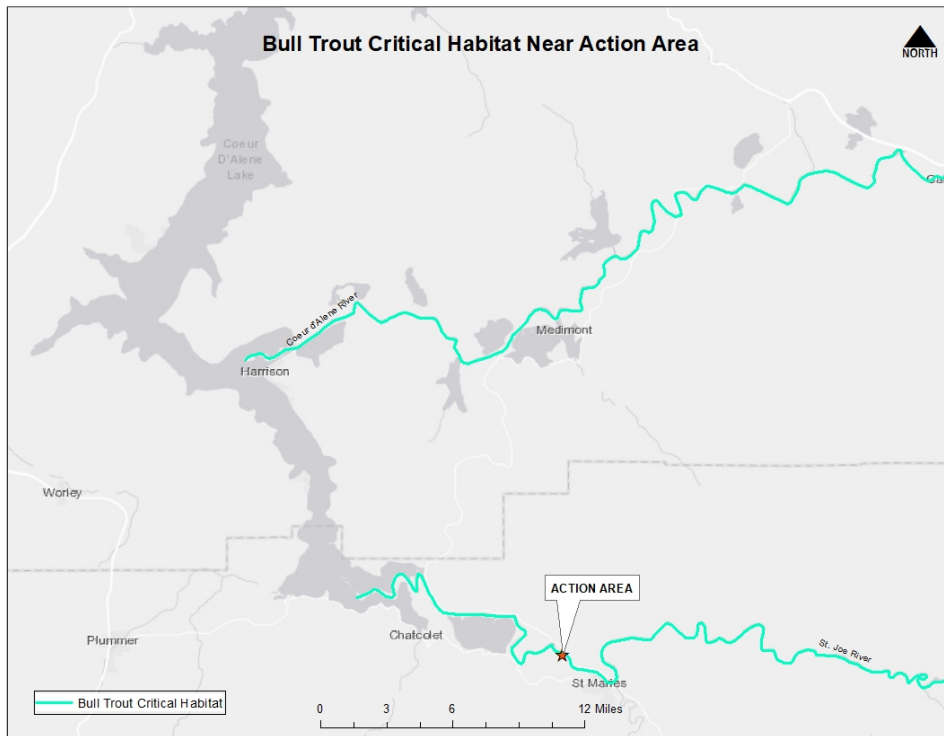 Bull Trout Critical Habitat Near Action Area
NORTH
Coeur
D'Alene
Lake
Coeur d'Alene River
Medimont
Harrison
Worley
ACTION AREA
Chatcolet
Plummer
St. Joe River
St Maries
Bull Trout Critical Habitat
0 3 6 12 Miles